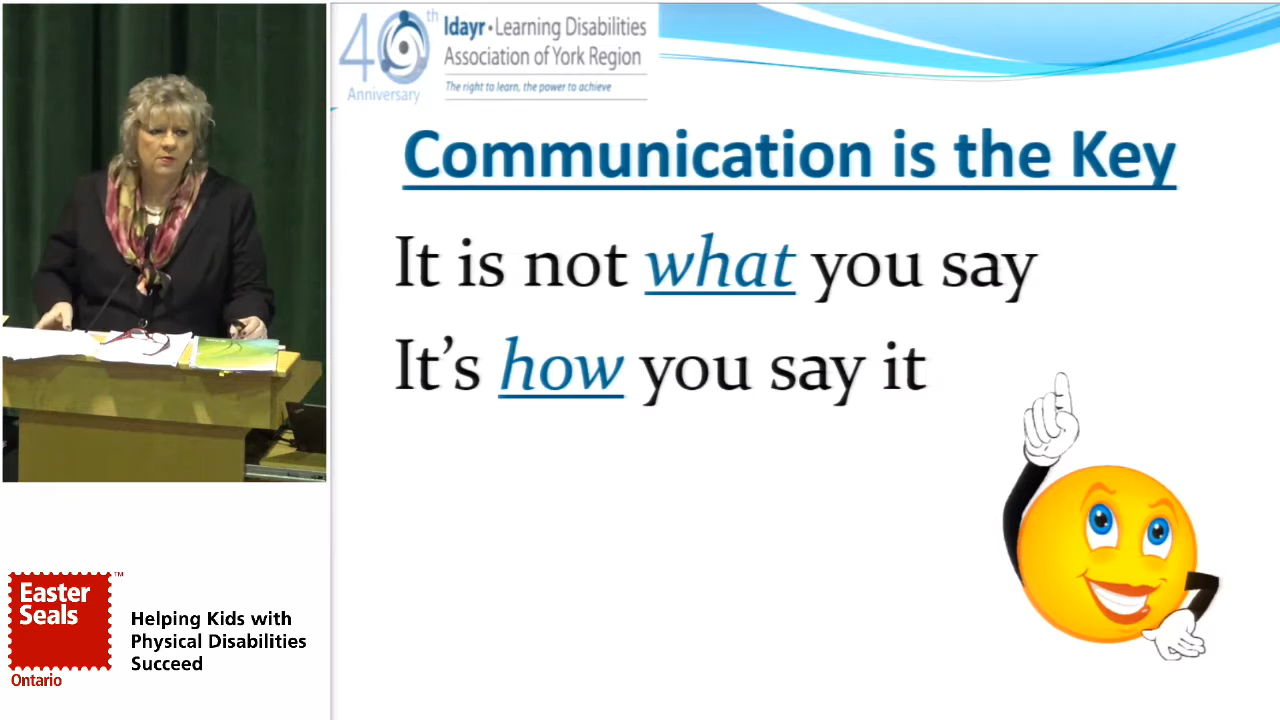 40th
Anniversary
ldayr • Learning Disabilities
Association of York Region
The right to learn, the power to achieve
Communication is the Key
It is not what you say
It's how you say it
Easter
Seals
™
Ontario
Helping Kids with
Physical Disabilities
Succeed